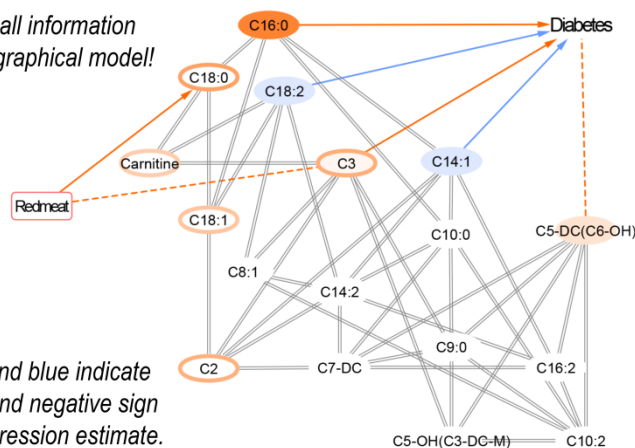 all information
graphical model!
C16:0
Diabetes
C18:0
C18:2
Carnitine
C3
C14:1
Redmeat
C18:1
C10:0
C5-DC(C6-OH)
C8:1
C14:2
C9:0
C2
C7-DC
C16:2
nd blue indicate
nd negative sign
ression estimate.
C5-OH(C3-DC-M)
C10:2